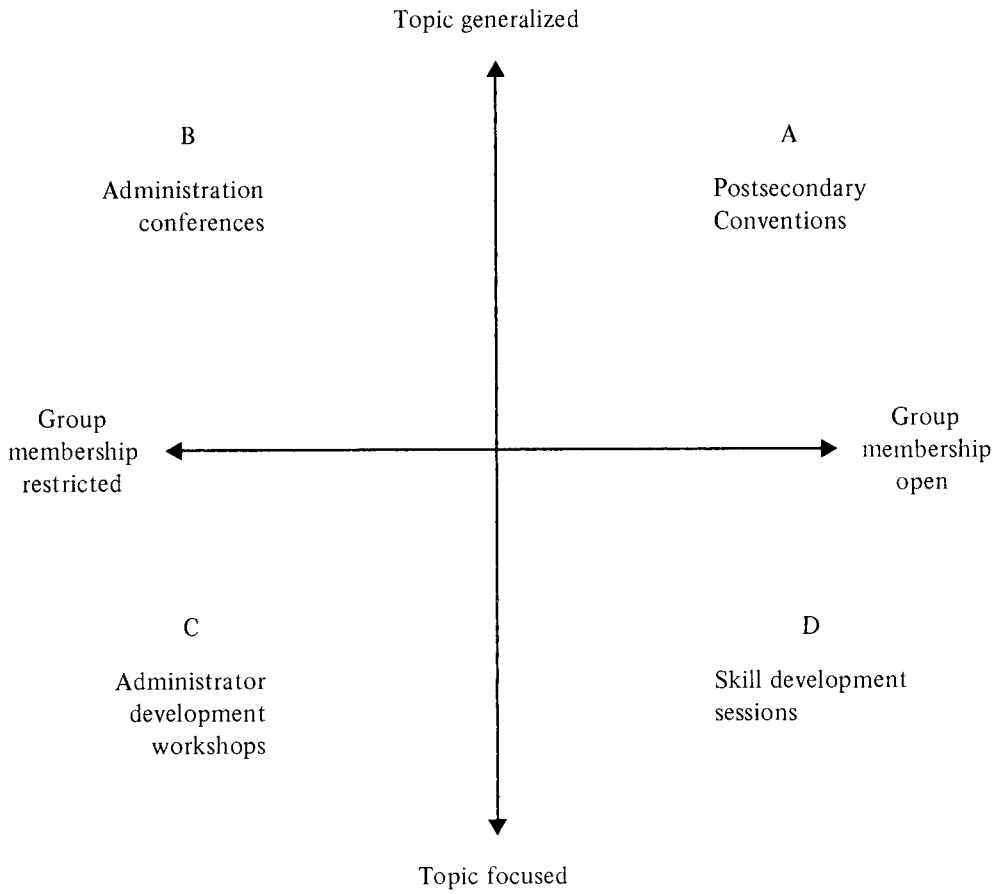 Topic generalized
B
Administration
conferences
A
Postsecondary
Conventions
Group
membership
restricted
Group
membership
open
C
Administrator
development
workshops
D
Skill development
sessions
Topic focused